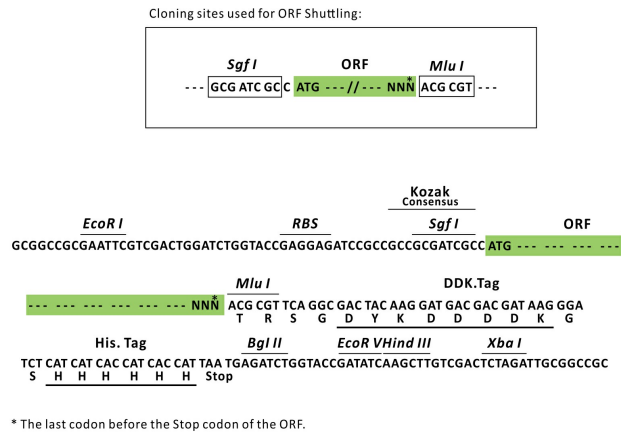 Cloning sites used for ORF Shuttling:
Sgf I ORF Mlu I
--- GCG ATC GC C ATG ---//--- NNN* ACG CGT ---
Kozak
Consensus
EcoR I RBS Sgf I ORF
GCGGCCGCGAATTCGTCGACTGGATCTGGTACCGAGGAGATCCGCCGCCGCGATCGCC ATG --- --- --- ---
Mlu I DDK.Tag
--- --- --- --- --- --- NNN* ACG CGT TCA GGC GAC TAC AAG GAT GAC GAC GAT AAG GGA
T R S G D Y K D D D D K G
His. Tag Bgl II EcoR V Hind III Xba I
TCT CAT CAT CAC CAT CAC CAT TAA TGAGATCTGGTACCGATATCAAGCTTGTCGACTCTAGATTGCGGCCGC
S H H H H H H Stop
* The last codon before the Stop codon of the ORF.